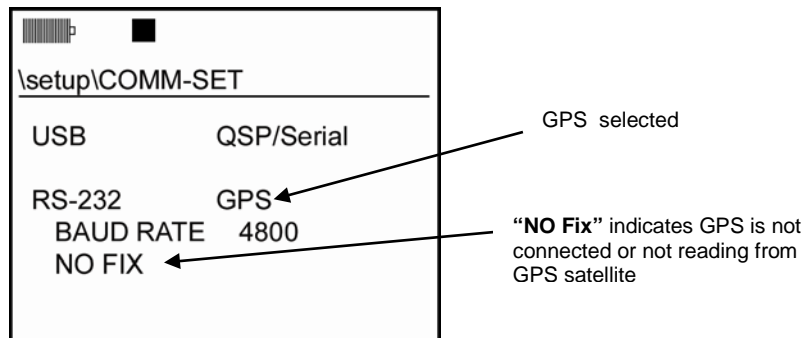 \setup\COMM-SET
USB QSP/Serial
GPS selected
RS-232 GPS
BAUD RATE 4800
NO FIX
“NO Fix” indicates GPS is not
connected or not reading from
GPS satellite